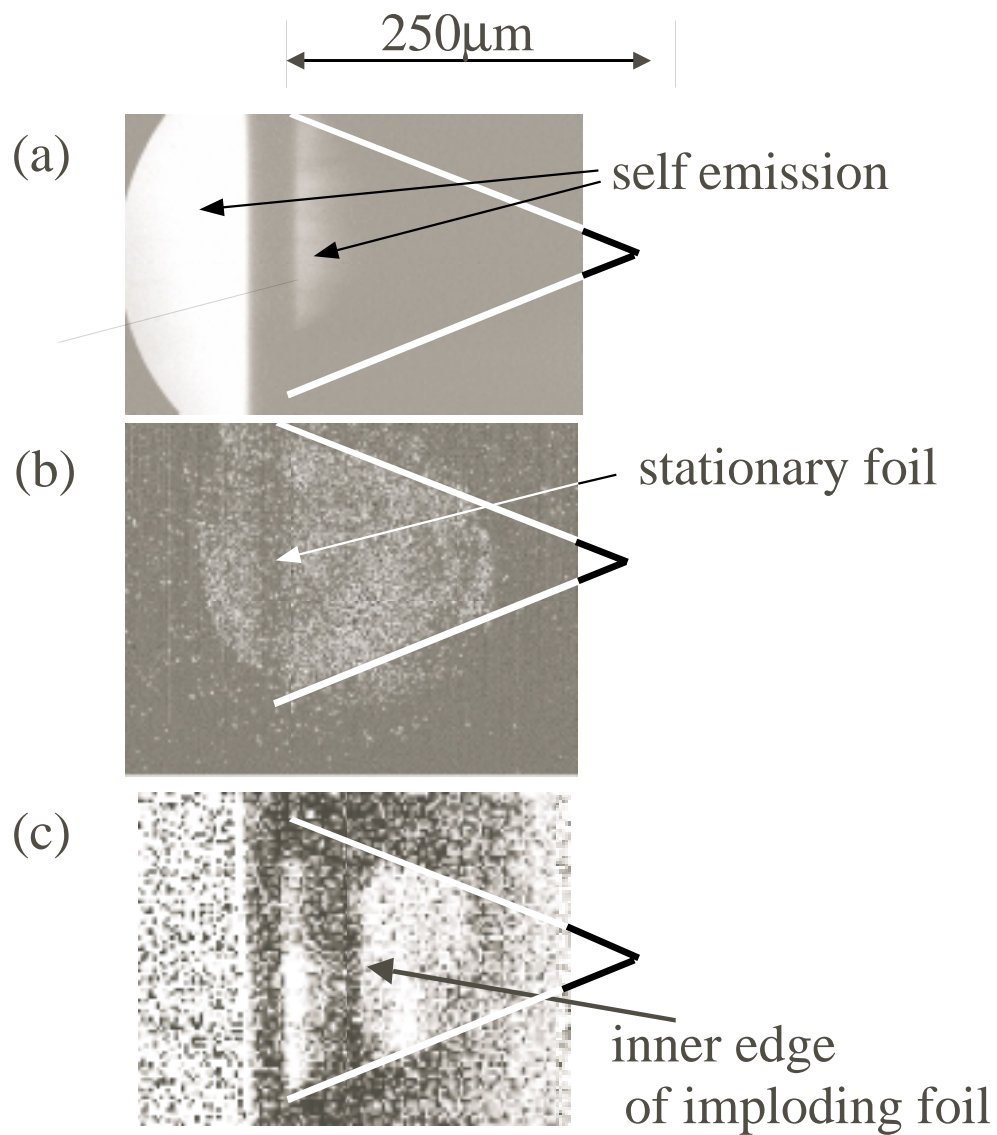 250μm
(a)
self emission
(b)
stationary foil
(c)
inner edge
of imploding foil